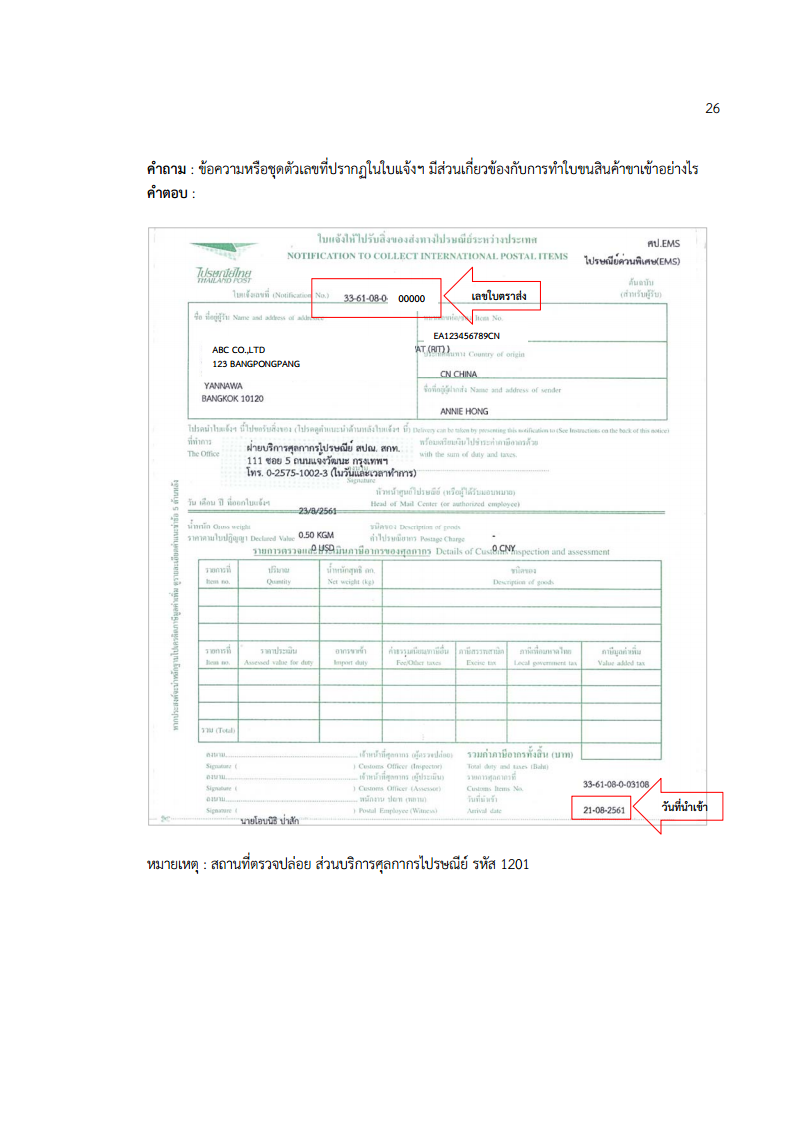 26
คำถาม : ข้อความหรือชุดตัวเลขที่ปรากฏในใบแจ้งฯ มีส่วนเกี่ยวข้องกับการทำใบขนสินค้าขาเข้าอย่างไร
คำตอบ :
ใบแจ้งให้ไปรับสิ่งของส่งทางไปรษณีย์ระหว่างประเทศ
ศป.EMS
NOTIFICATION TO COLLECT INTERNATIONAL POSTAL ITEMS
ไปรษณีย์ด่วนพิเศษ(EMS)
ไปรษณีย์ไทย
THAILAND POST
ต้นฉบับ
(สำหรับผู้รับ)
ใบแจ้งเลขที่ (Notification No.) 33-61-08-0- 00000
เลขใบตราส่ง
ชื่อ ที่อยู่ผู้รับ Name and address of addressee
Item No.
EA123456789CN
ABC CO.,LTD
123 BANGPONGPANG
YANNAWA
BANGKOK 10120
AT (RIT) )
ประเทศต้นทาง Country of origin
CN CHINA
ชื่อที่อยู่ผู้ฝากส่ง Name and address of sender
ANNIE HONG
โปรดนำใบแจ้งฯ นี้ไปขอรับสิ่งของ (โปรดดูคำแนะนำด้านหลังใบแจ้งฯ นี้) Delivery can be taken by presenting this notification to (See Instructions on the back of this notice)
ที่ทำการ
The Office
ฝ่ายบริการศุลกากรไปรษณีย์ สปณ. สกท.
111 ซอย 5 ถนนแจ้งวัฒนะ กรุงเทพฯ
โทร. 0-2575-1002-3 (ในวันและเวลาทำการ)
พร้อมเตรียมเงินไปชำระค่าภาษีอากรด้วย
with the sum of duty and taxes.
Signature
หัวหน้าศูนย์ไปรษณีย์ (หรือผู้ได้รับมอบหมาย)
Head of Mail Center (or authorized employee)
วัน เดือน ปี ที่ออกใบแจ้งฯ
23/8/2561
น้ำหนัก Gross weight 0.50 KGM
ชนิดของ Description of goods -
ราคาตามใบปฏิญญา Declared Value 0 USD
ค่าไปรษณียากร Postage Charge 0 CNY
รายการตรวจและประเมินภาษีอากรของศุลกากร Details of Customs Inspection and assessment
รายการที่ ปริมาณ น้ำหนักสุทธิ กก. ชนิดของ
Item no. Quantity Net weight (kg) Description of goods
รายการที่ ราคาประเมิน อากรขาเข้า ค่าธรรมเนียมภาษีอื่น ภาษีสรรพสามิต ภาษีเพื่อมหาดไทย ภาษีมูลค่าเพิ่ม
Item no. Assessed value for duty Import duty Fee/Other taxes Excise tax Local government tax Value added tax
รวม (Total)
ลงนาม เจ้าหน้าที่ศุลกากร (ผู้ตรวจปล่อย) รวมค่าภาษีอากรทั้งสิ้น (บาท)
Signature ( ) Customs Officer (Inspector) Total duty and taxes (Baht)
ลงนาม เจ้าหน้าที่ศุลกากร (ผู้ประเมิน) รายการศุลกากรที่
Signature ( ) Customs Officer (Assessor) Customs Items No. 33-61-08-0-03108
ลงนาม พนักงาน ปณท (พยาน) วันที่นำเข้า
Signature ( ) Postal Employee (Witness) Arrival date 21-08-2561
วันที่นำเข้า
หมายเหตุ : สถานที่ตรวจปล่อย ส่วนบริการศุลกากรไปรษณีย์ รหัส 1201